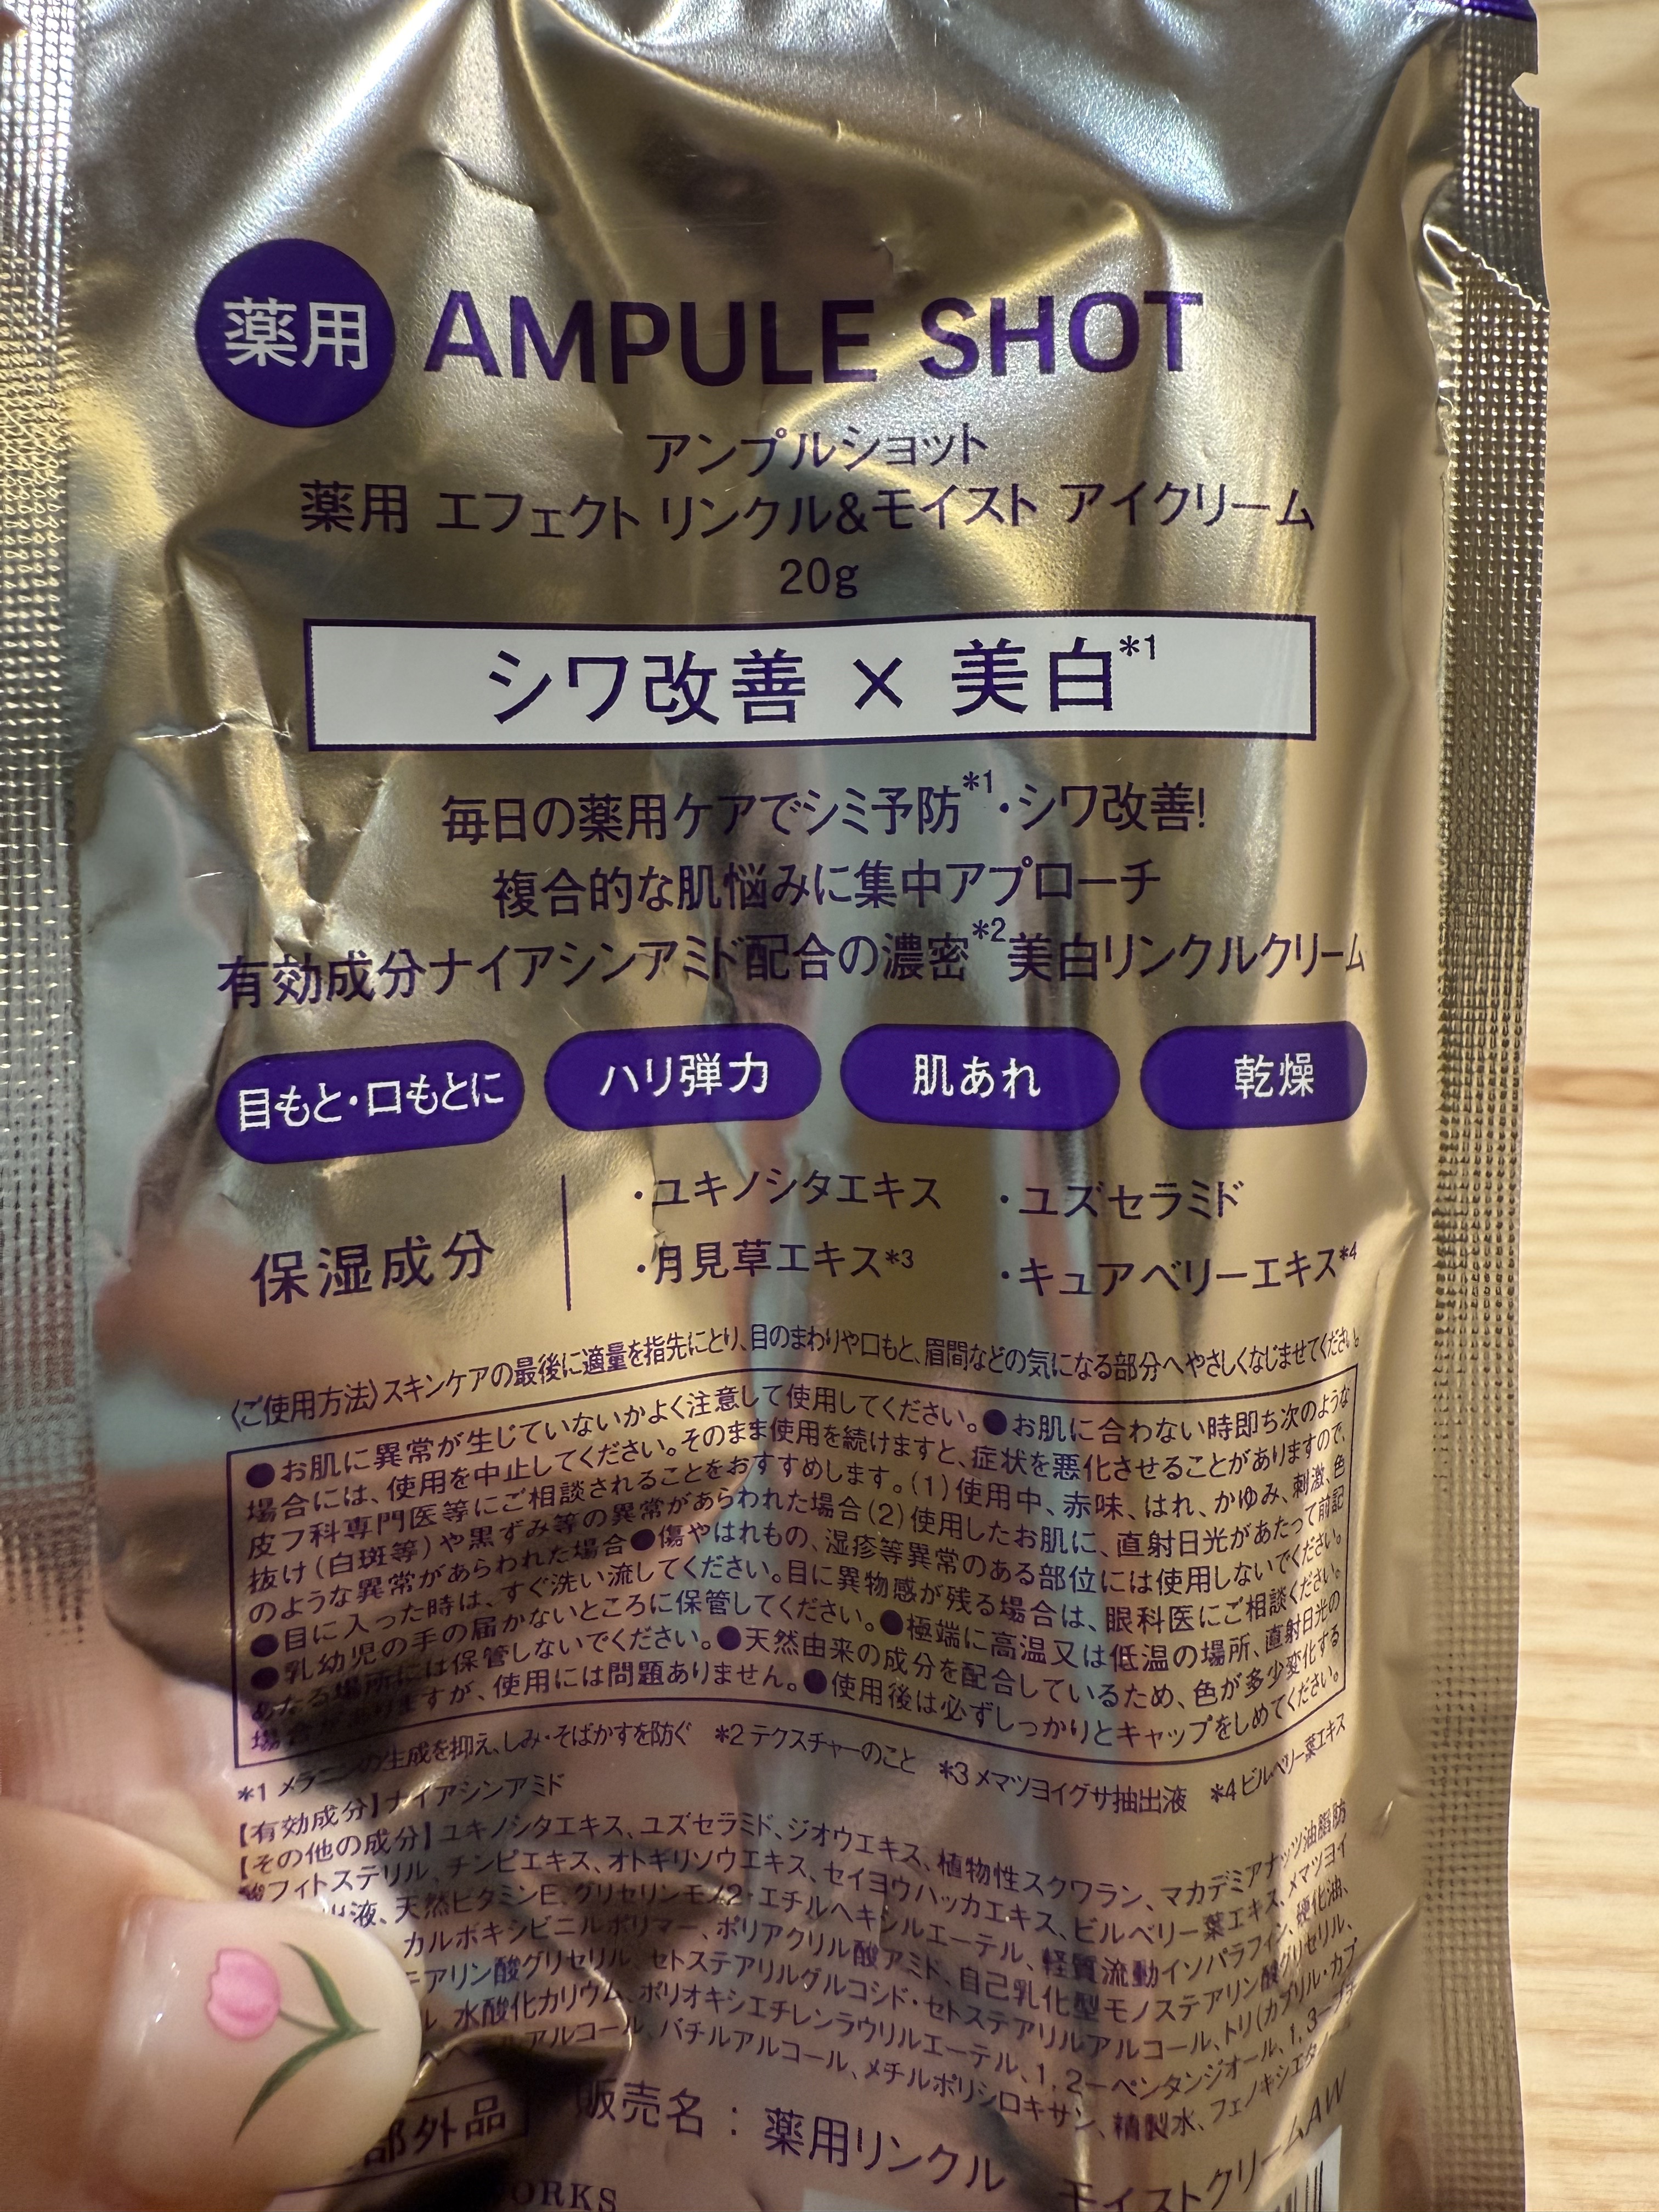 薬用 AMPULE SHOT
アンプルショット
薬用 エフェクト リンクル&モイスト アイクリーム
20g
シワ改善 × 美白*1
毎日の薬用ケアでシミ予防*1・シワ改善!
複合的な肌悩みに集中アプローチ
有効成分ナイアシンアミド配合の濃密*2美白リンクルクリーム
目もと・口もとに ハリ弾力 肌あれ 乾燥
保湿成分
・ユキノシタエキス ・ユズセラミド
・月見草エキス*3 ・キュアベリーエキス*4
〈ご使用方法〉スキンケアの最後に適量を指先にとり、目のまわりや口もと、眉間などの気になる部分へやさしくなじませてください。
●お肌に異常が生じていないかよく注意して使用してください。●お肌に合わない時即ち次のような
場合には、使用を中止してください。そのまま使用を続けますと、症状を悪化させることがありますので、
皮フ科専門医等にご相談されることをおすすめします。(1)使用中、赤味、はれ、かゆみ、刺激、色
抜け(白斑等)や黒ずみ等の異常があらわれた場合(2)使用したお肌に、直射日光があたって前記
のような異常があらわれた場合●傷やはれもの、湿疹等異常のある部位には使用しないでください。
●目に入った時は、すぐ洗い流してください。目に異物感が残る場合は、眼科医にご相談ください。
●乳幼児の手の届かないところに保管してください。●極端に高温又は低温の場所、直射日光の
あたる場所には保管しないでください。●天然由来の成分を配合しているため、色が多少変化する
場合がありますが、使用には問題ありません。●使用後は必ずしっかりとキャップをしめてください。
*1 メラニンの生成を抑え、しみ・そばかすを防ぐ *2 テクスチャーのこと *3 メマツヨイグサ抽出液 *4 ビルベリー葉エキス
【有効成分】ナイアシンアミド
【その他の成分】ユキノシタエキス、ユズセラミド、ジオウエキス、植物性スクワラン、マカデミアナッツ油脂肪
酸フィトステリル、チンピエキス、オトギリソウエキス、セイヨウハッカエキス、ビルベリー葉エキス、メマツヨイ
液、天然ビタミンE、グリセリンモノ2-エチルヘキシルエーテル、軽質流動イソパラフィン、硬化油、
カルボキシビニルポリマー、ポリアクリル酸アミド、自己乳化型モノステアリン酸グリセリル、
アリン酸グリセリル、セトステアリルグルコシド・セトステアリルアルコール、トリ(カプリル・カプ
ル、水酸化カリウム、ポリオキシエチレンラウリルエーテル、1,2-ペンタンジオール、1,3-
アルコール、バチルアルコール、メチルポリシロキサン、精製水、フェノキシエタノール
部外品 販売名：薬用リンクル モイストクリームAW
ORKS